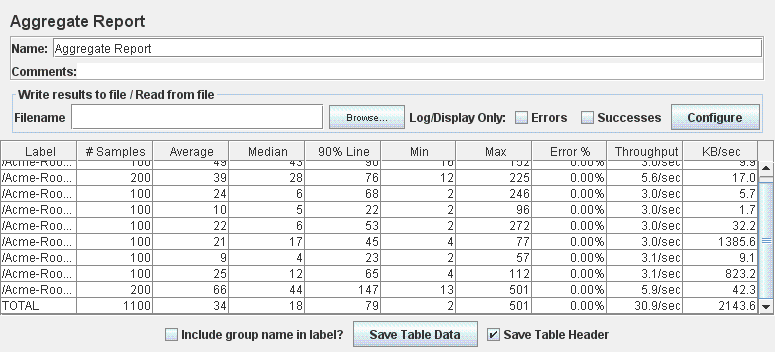 Aggregate Report
Name: Aggregate Report
Comments:
Write results to file / Read from file
Filename Browse... Log/Display Only: Errors Successes Configure
Label # Samples Average Median 90% Line Min Max Error % Throughput KB/sec
/Acme-Roo... 100 49 43 90 16 152 0.00% 3.0/sec 9.9
/Acme-Roo... 200 39 28 76 12 225 0.00% 5.6/sec 17.0
/Acme-Roo... 100 24 6 68 2 246 0.00% 3.0/sec 5.7
/Acme-Roo... 100 10 5 22 2 96 0.00% 3.0/sec 1.7
/Acme-Roo... 100 22 6 53 2 272 0.00% 3.0/sec 32.2
/Acme-Roo... 100 21 17 45 4 77 0.00% 3.0/sec 1385.6
/Acme-Roo... 100 9 4 23 2 57 0.00% 3.1/sec 9.1
/Acme-Roo... 100 25 12 65 4 112 0.00% 3.1/sec 823.2
/Acme-Roo... 200 66 44 147 13 501 0.00% 5.9/sec 42.3
TOTAL 1100 34 18 79 2 501 0.00% 30.9/sec 2143.6
Include group name in label? Save Table Data Save Table Header